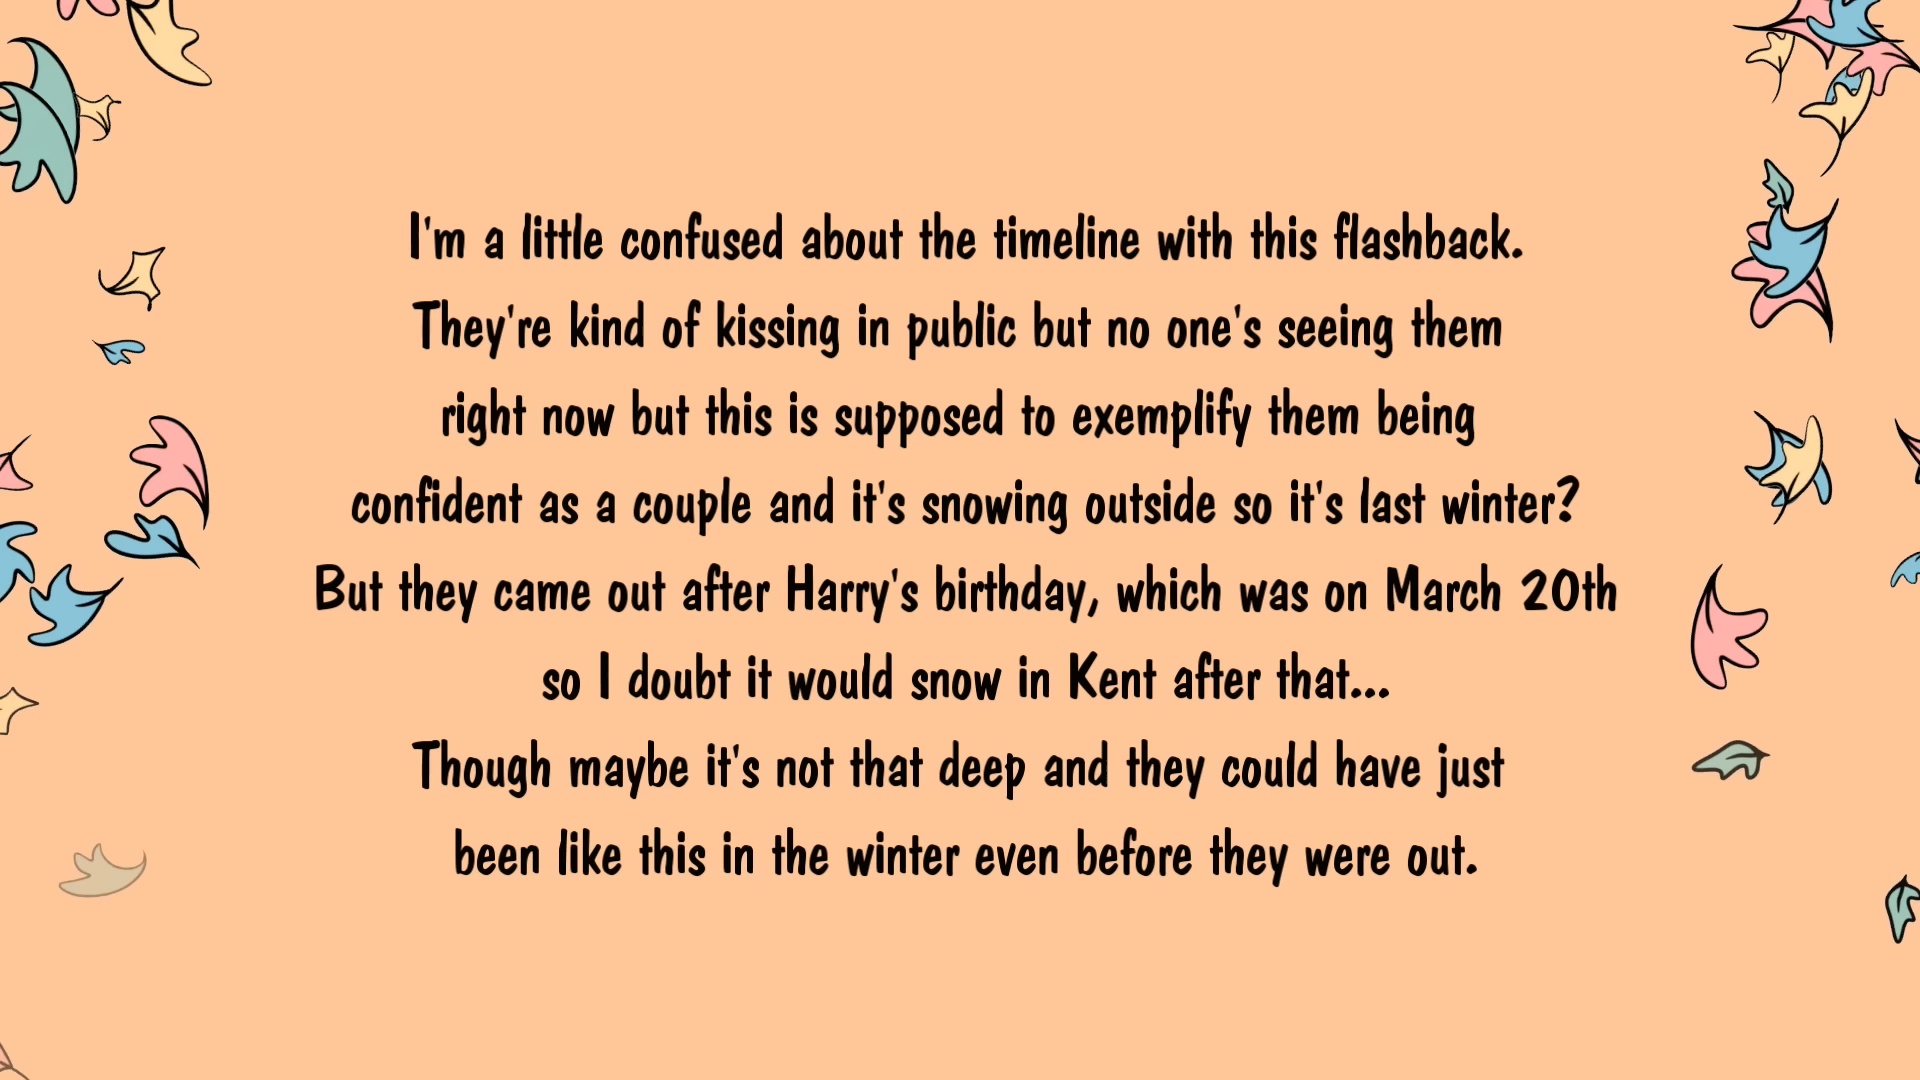 I'm a little confused about the timeline with this flashback.
They're kind of kissing in public but no one's seeing them
right now but this is supposed to exemplify them being
confident as a couple and it's snowing outside so it's last winter?
But they came out after Harry's birthday, which was on March 20th
so I doubt it would snow in Kent after that...
Though maybe it's not that deep and they could have just
been like this in the winter even before they were out.